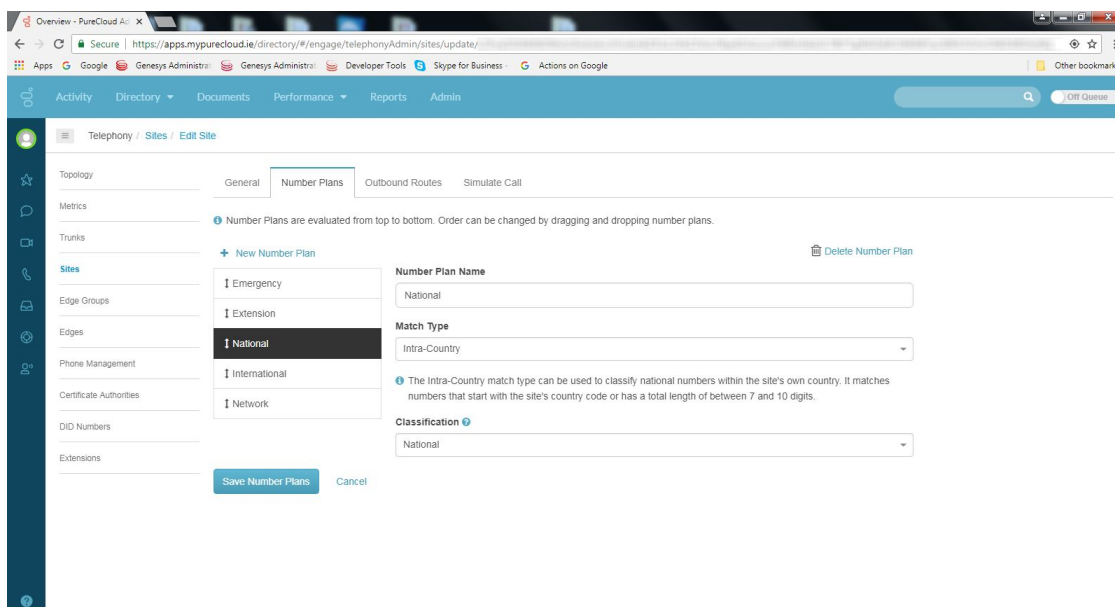 Overview - PureCloud Ad
Secure | https://apps.mypurecloud.ie/directory/#/engage/telephonyAdmin/sites/update/
Apps Google Genesys Administrat Genesys Administrat Developer Tools Skype for Business - Actions on Google Other bookmark
Activity Directory Documents Performance Reports Admin Off Queue
Telephony / Sites / Edit Site
Topology
Metrics
Trunks
Sites
Edge Groups
Edges
Phone Management
Certificate Authorities
DID Numbers
Extensions
General Number Plans Outbound Routes Simulate Call
Number Plans are evaluated from top to bottom. Order can be changed by dragging and dropping number plans.
+ New Number Plan
Delete Number Plan
Emergency
Extension
National
International
Network
Number Plan Name
National
Match Type
Intra-Country
The Intra-Country match type can be used to classify national numbers within the site's own country. It matches
numbers that start with the site's country code or has a total length of between 7 and 10 digits.
Classification
National
Save Number Plans Cancel